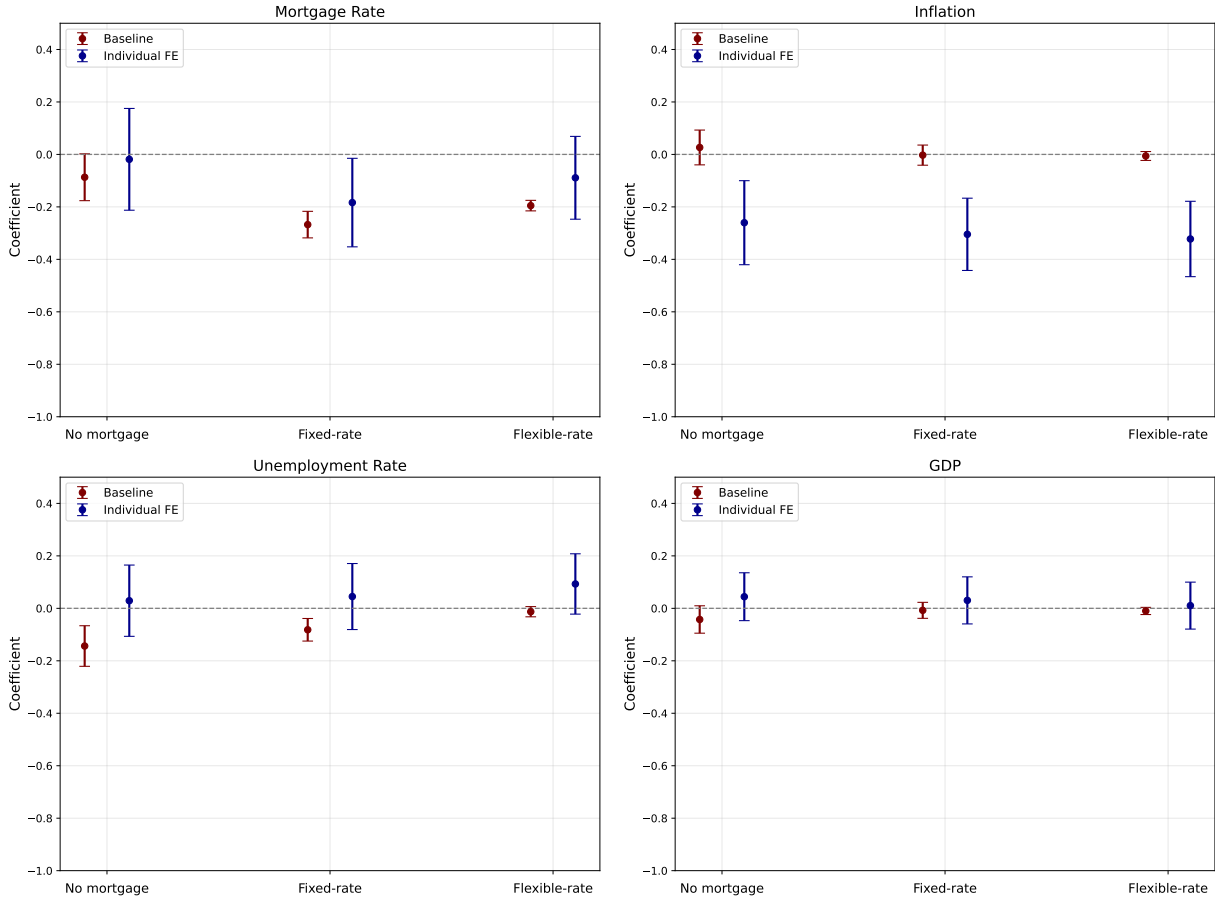 Mortgage Rate
Baseline
Individual FE
0.4
0.2
0.0
−0.2
−0.4
−0.6
−0.8
−1.0
Coefficient
No mortgage Fixed-rate Flexible-rate
Inflation
Baseline
Individual FE
0.4
0.2
0.0
−0.2
−0.4
−0.6
−0.8
−1.0
Coefficient
No mortgage Fixed-rate Flexible-rate
Unemployment Rate
Baseline
Individual FE
0.4
0.2
0.0
−0.2
−0.4
−0.6
−0.8
−1.0
Coefficient
No mortgage Fixed-rate Flexible-rate
GDP
Baseline
Individual FE
0.4
0.2
0.0
−0.2
−0.4
−0.6
−0.8
−1.0
Coefficient
No mortgage Fixed-rate Flexible-rate